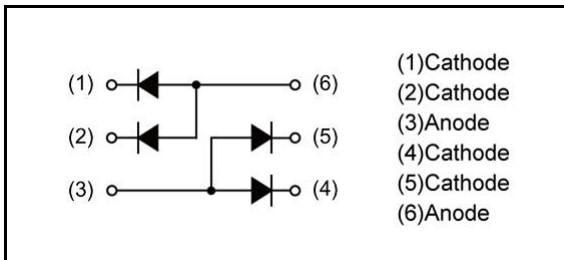 (1) (6)
(2) (5)
(3) (4)
(1)Cathode
(2)Cathode
(3)Anode
(4)Cathode
(5)Cathode
(6)Anode